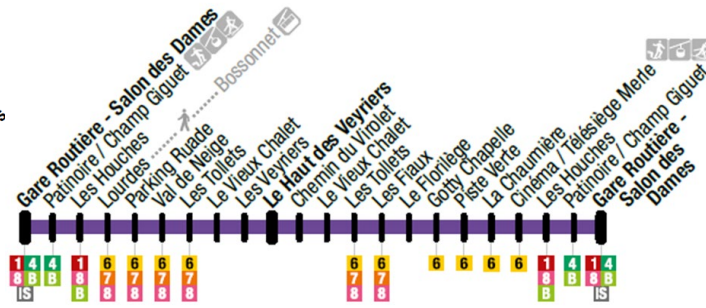 Gare Routière - Salon des Dames
Patinoire / Champ Giguet
Les Houches
Lourdes
Bossonnet
Parking Ruade
Val de Neige
Les Tollets
Le Vieux Chalet
Les Veyriers
Le Haut des Veyriers
Chemin du Virolet
Le Vieux Chalet
Les Tollets
Les Fiaux
Le Florilège
Gotty Chapelle
Piste Verte
La Chaumière
Cinéma / Télésiège Merle
Les Houches
Patinoire / Champ Giguet
Gare Routière -
Salon des
Dames
1 4 4 1 6 6 6 6 6 6 6 6 6 6 1 4 1 4
8 B B 8 7 7 7 7 7 7 8 B 8 B
IS B 8 8 8 8 8 8 B IS